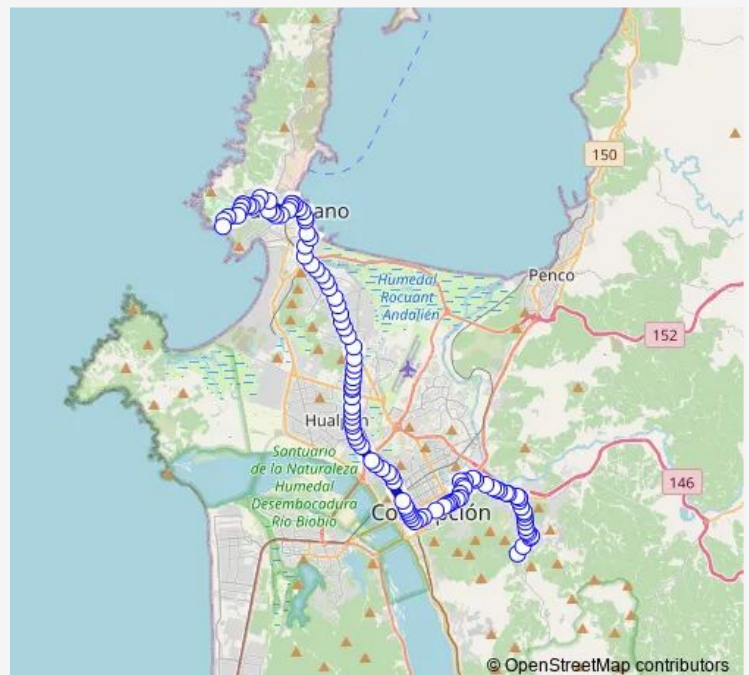 150
Penco
Humedal
Rocuant
Andalién
152
Hualpén
Santuario
de la Naturaleza
Humedal
Desembocadura
Río Biobío
146
Concepción
© OpenStreetMap contributors